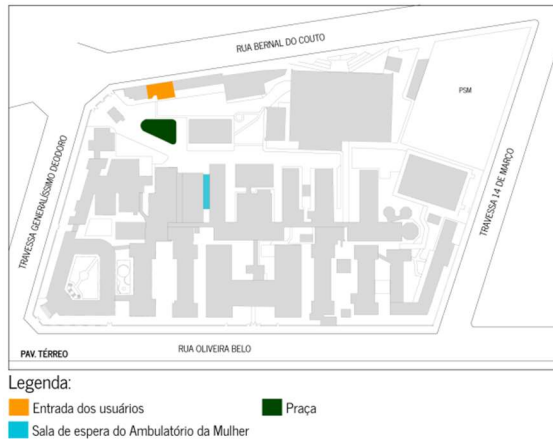 RUA BERNAL DO COUTO
PSM
TRAVESSA GENERALÍSSIMO DEODORO
TRAVESSA 14 DE MARÇO
RUA OLIVEIRA BELO
PAV. TÉRREO
Legenda:
Entrada dos usuários
Praça
Sala de espera do Ambulatório da Mulher